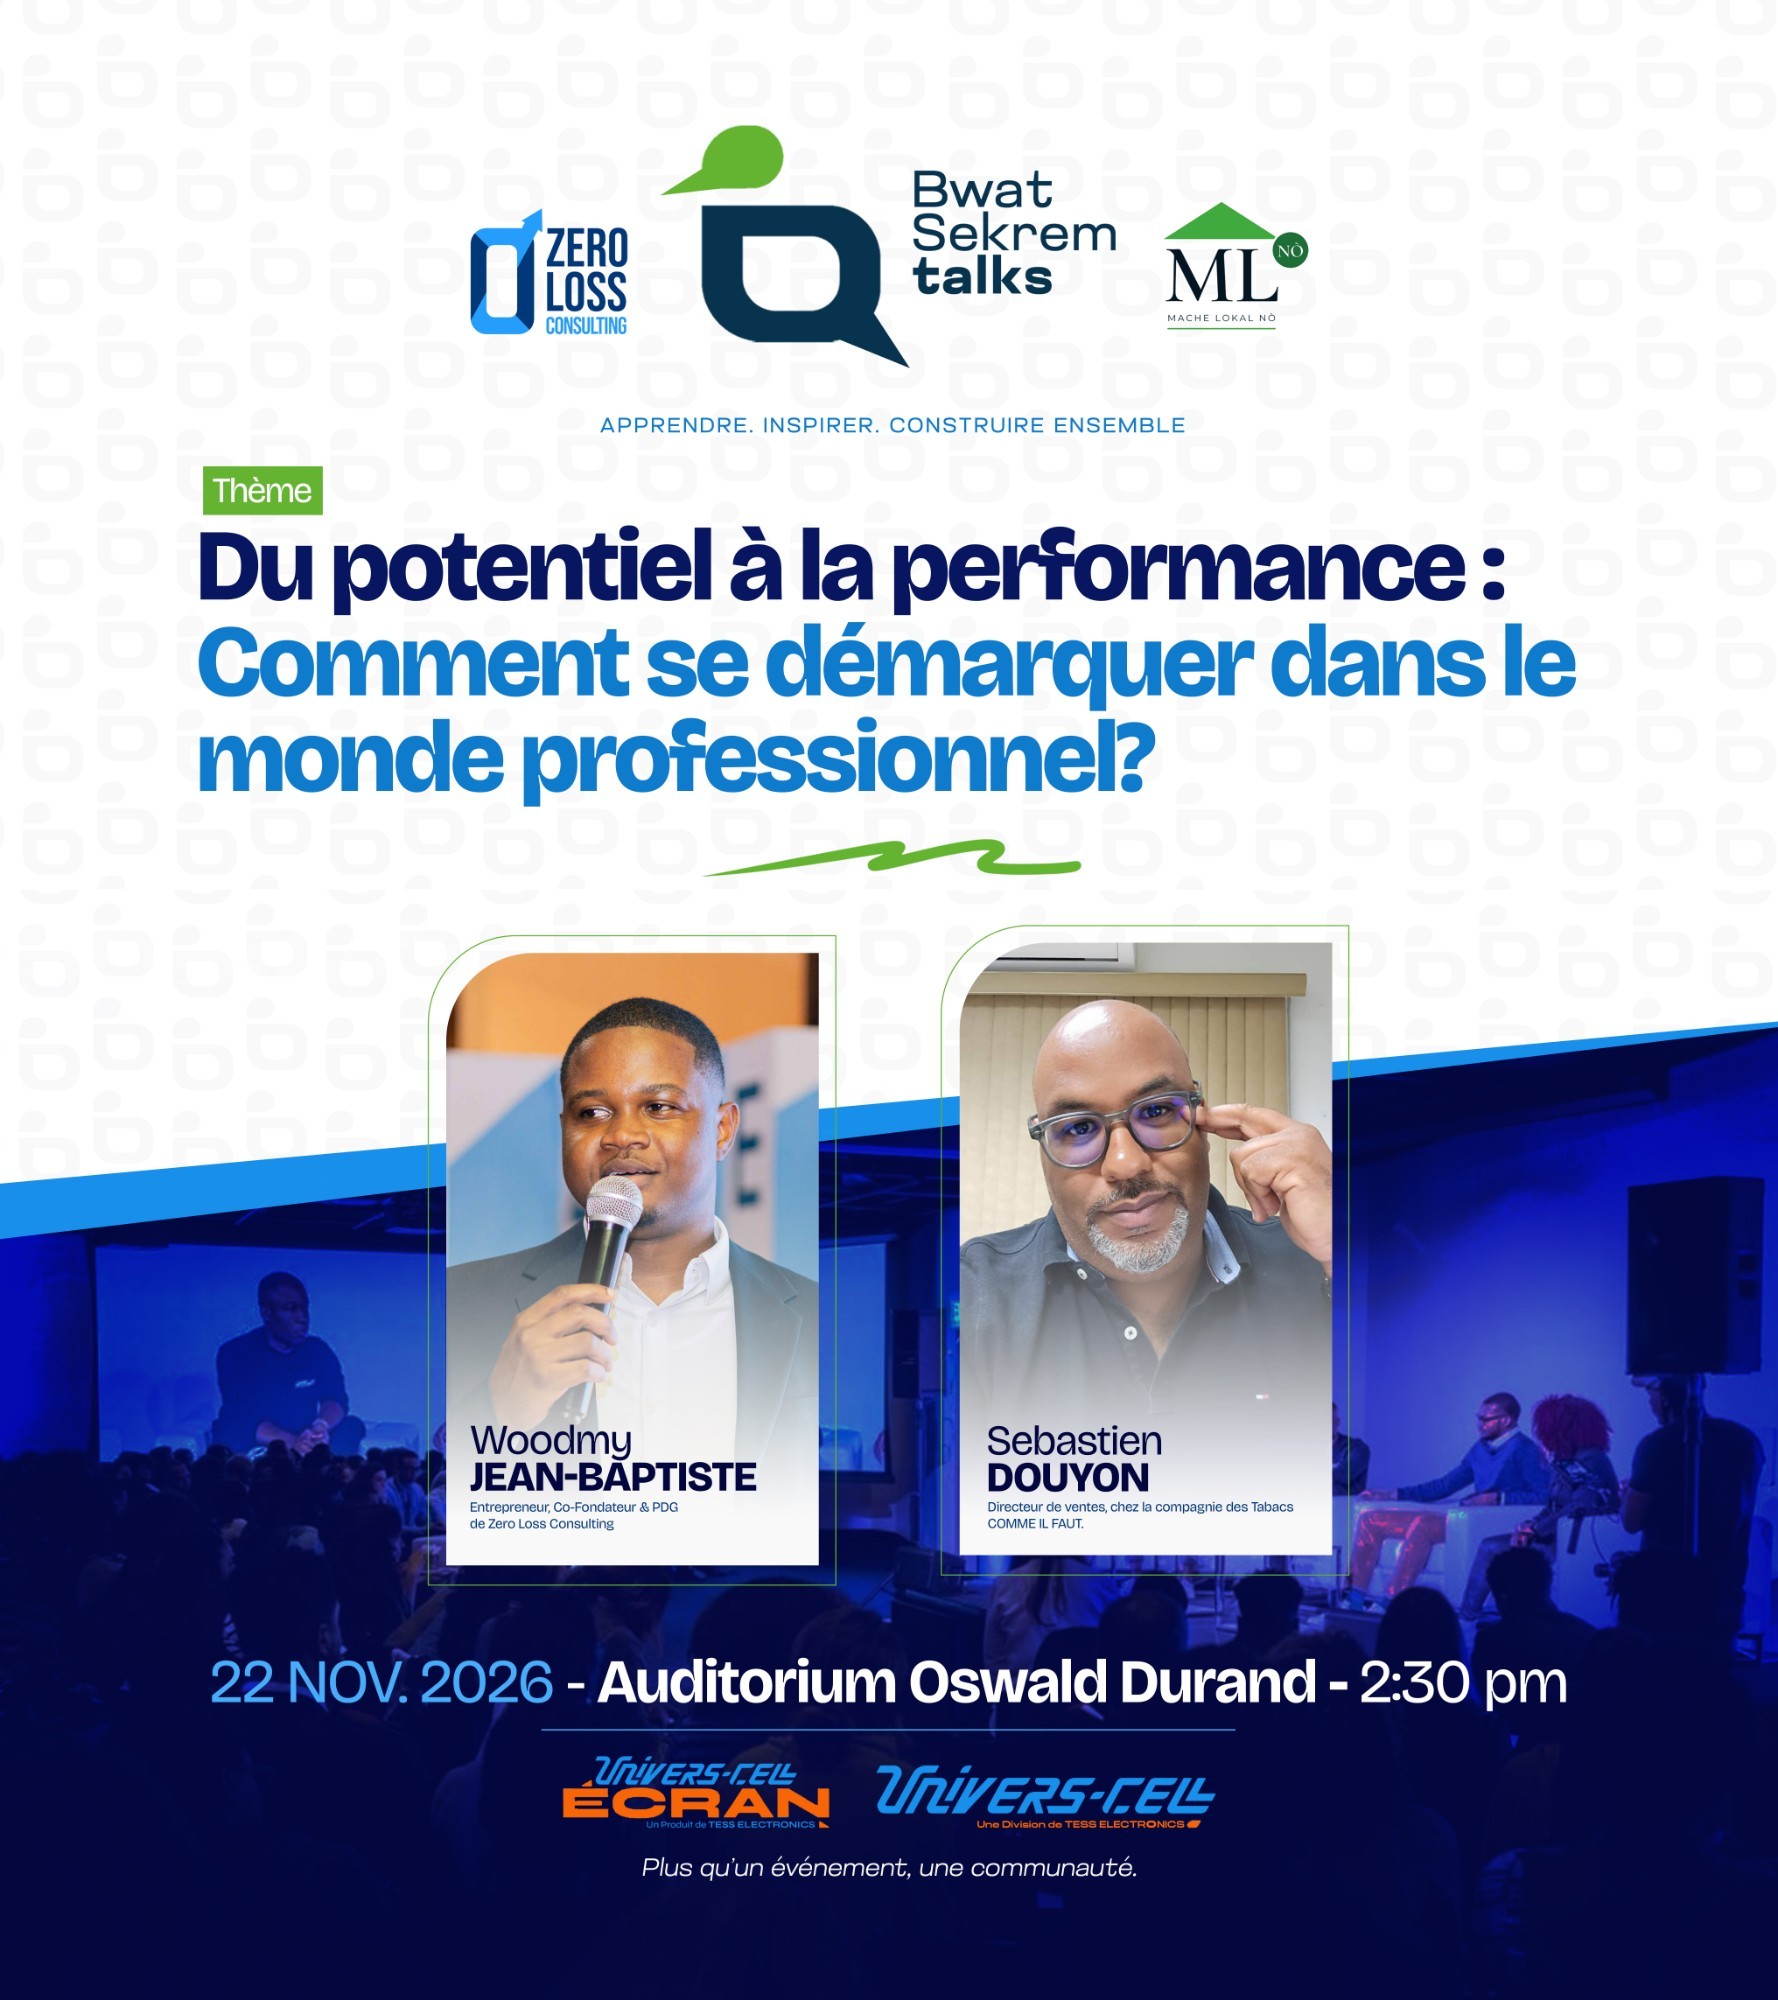 ZERO
LOSS
CONSULTING
Bwat
Sekrem
talks
ML
NÒ
MACHE LOKAL NÒ
APPRENDRE. INSPIRER. CONSTRUIRE ENSEMBLE
Thème
Du potentiel à la performance :
Comment se démarquer dans le
monde professionnel?
Woodmy
JEAN-BAPTISTE
Entrepreneur, Co-Fondateur & PDG
de Zero Loss Consulting
Sebastien
DOUYON
Directeur de ventes, chez la compagnie des Tabacs
COMME IL FAUT.
22 NOV. 2026 - Auditorium Oswald Durand - 2:30 pm
UNIVERS-CELL
ÉCRAN
Un Produit de TESS ELECTRONICS
UNIVERS-CELL
Une Division de TESS ELECTRONICS
Plus qu'un événement, une communauté.